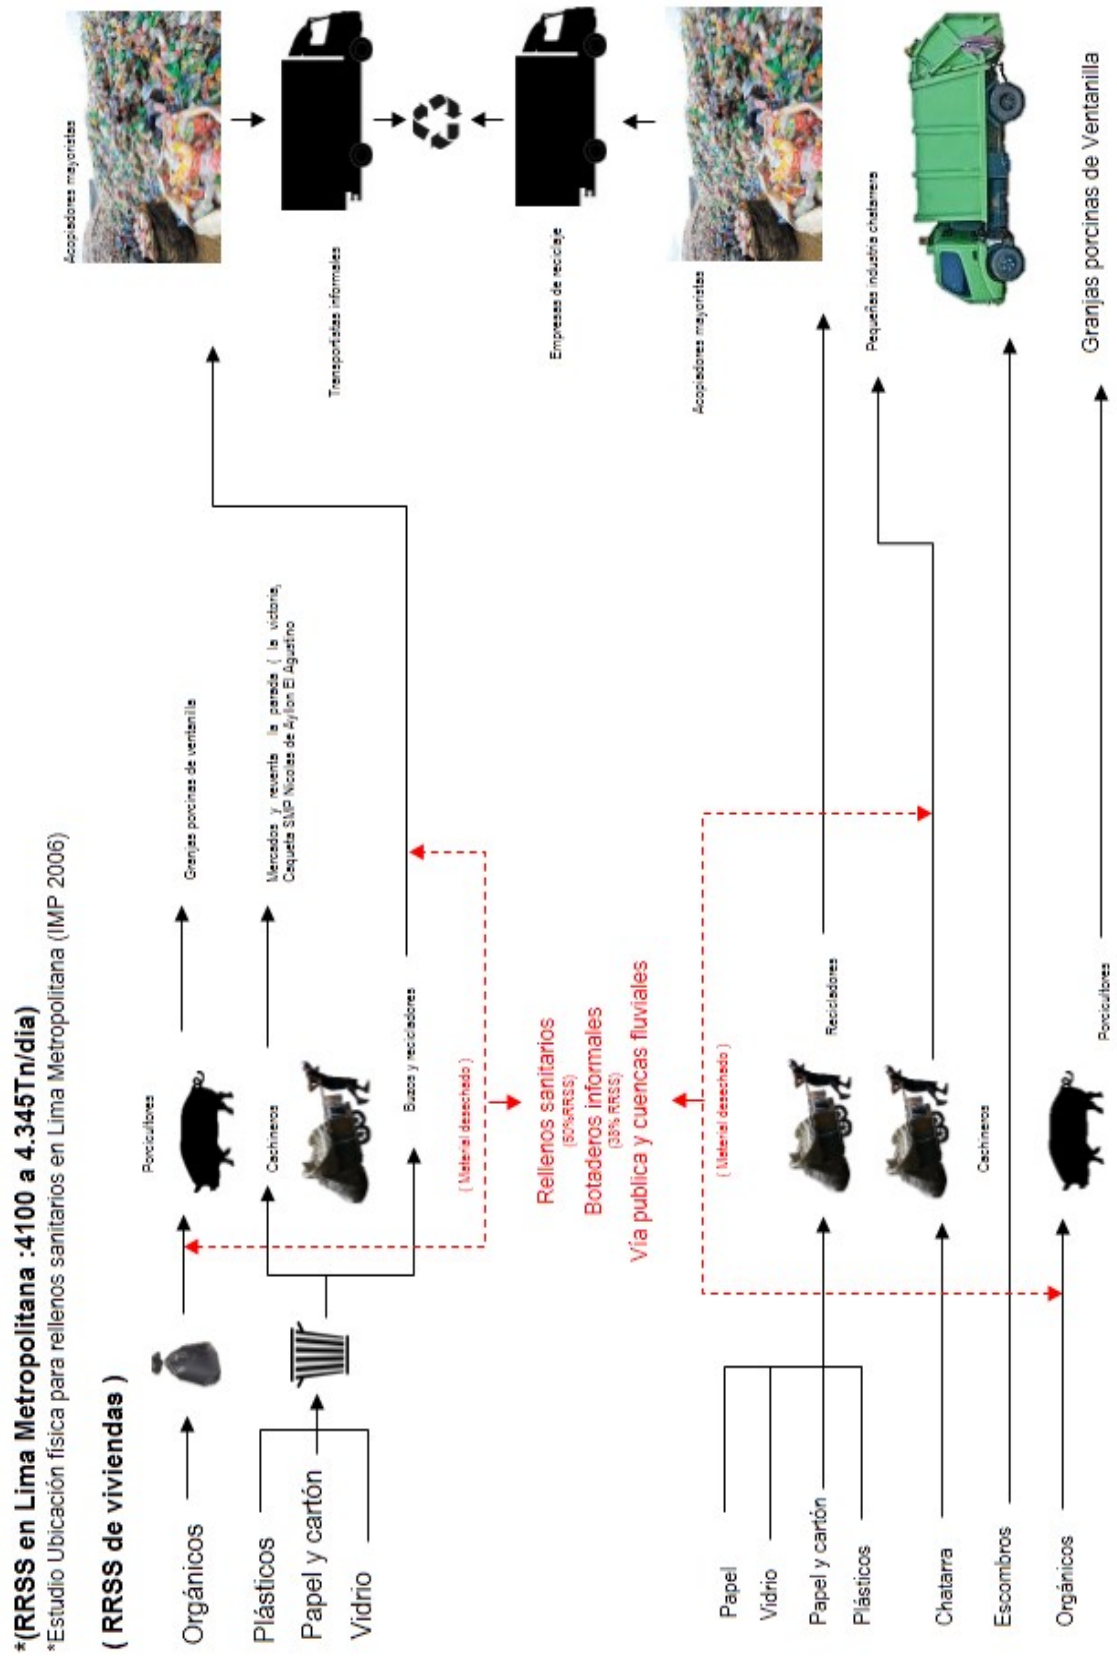 *(RRSS en Lima Metropolitana :4100 a 4.345Tn/dia)
*Estudio Ubicación física para rellenos sanitarios en Lima Metropolitana (IMP 2006)
( RRSS de viviendas )
Orgánicos
Porcicultores
Granjas porcinas de ventanilla
Plásticos
Papel y cartón
Vidrio
Cachineros
Mercados y reventa la parada ( la victoria,
Caqueta SMP Nicolas de Ayllon El Agustino
Buzos y recicladores
Acopiadores mayoristas
Transportistas informales
Empresas de reciclaje
Acopiadores mayoristas
( Material desechado )
Rellenos sanitarios
(50%RRSS)
Botaderos informales
(38% RRSS)
Vía publica y cuencas fluviales
( Material desechado )
Papel
Vidrio
Papel y cartón
Plásticos
Recicladores
Chatarra
Cachineros
Pequeñas industria chatarrera
Escombros
Orgánicos
Porcicultores
Granjas porcinas de Ventanilla